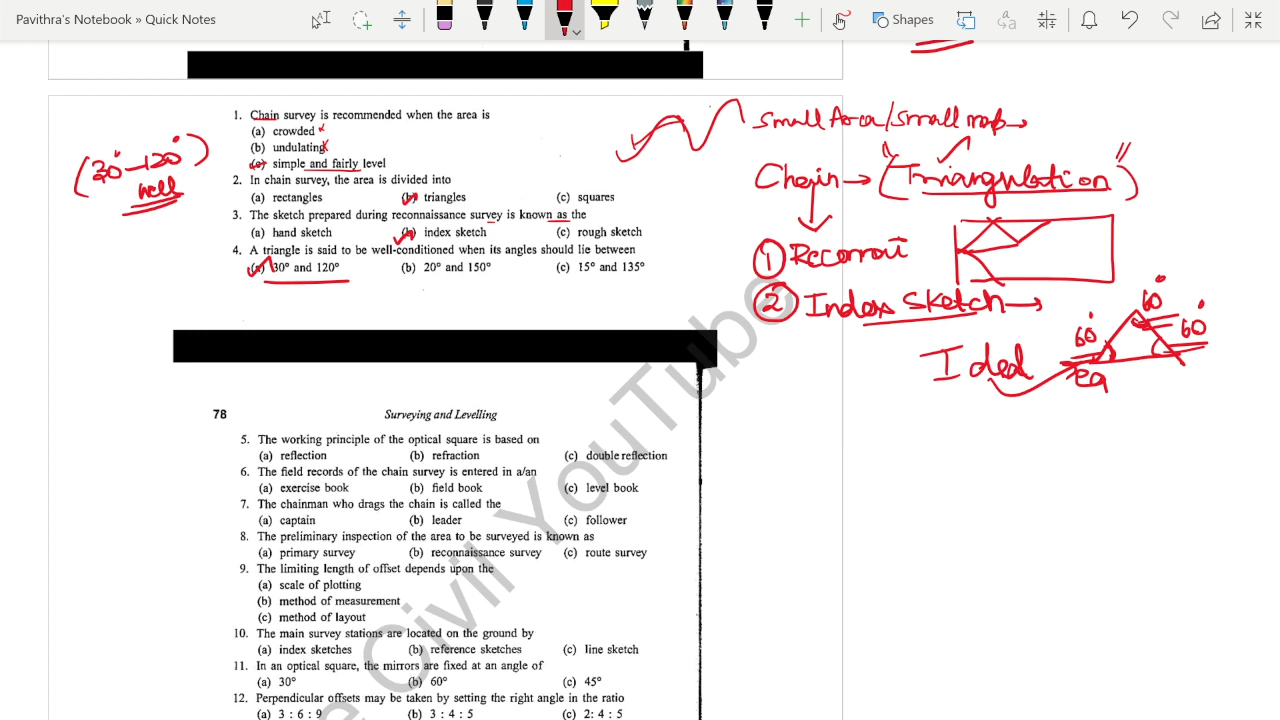 Pavithra's Notebook » Quick Notes
Shapes
1. Chain survey is recommended when the area is
(a) crowded
(b) undulating
(c) simple and fairly level
2. In chain survey, the area is divided into
(a) rectangles (b) triangles (c) squares
3. The sketch prepared during reconnaissance survey is known as the
(a) hand sketch (b) index sketch (c) rough sketch
4. A triangle is said to be well-conditioned when its angles should lie between
(a) 30° and 120° (b) 20° and 150° (c) 15° and 135°
(30° – 120°)
well
Small Area/small map
Chain → "(Triangulation)"
① Reconnai
② Index Sketch →
Ideal
60°
60°
60°
eq
78 Surveying and Levelling
5. The working principle of the optical square is based on
(a) reflection (b) refraction (c) double reflection
6. The field records of the chain survey is entered in a/an
(a) exercise book (b) field book (c) level book
7. The chainman who drags the chain is called the
(a) captain (b) leader (c) follower
8. The preliminary inspection of the area to be surveyed is known as
(a) primary survey (b) reconnaissance survey (c) route survey
9. The limiting length of offset depends upon the
(a) scale of plotting
(b) method of measurement
(c) method of layout
10. The main survey stations are located on the ground by
(a) index sketches (b) reference sketches (c) line sketch
11. In an optical square, the mirrors are fixed at an angle of
(a) 30° (b) 60° (c) 45°
12. Perpendicular offsets may be taken by setting the right angle in the ratio
(a) 3 : 6 : 9 (b) 3 : 4 : 5 (c) 2: 4 : 5
Civil YouTube